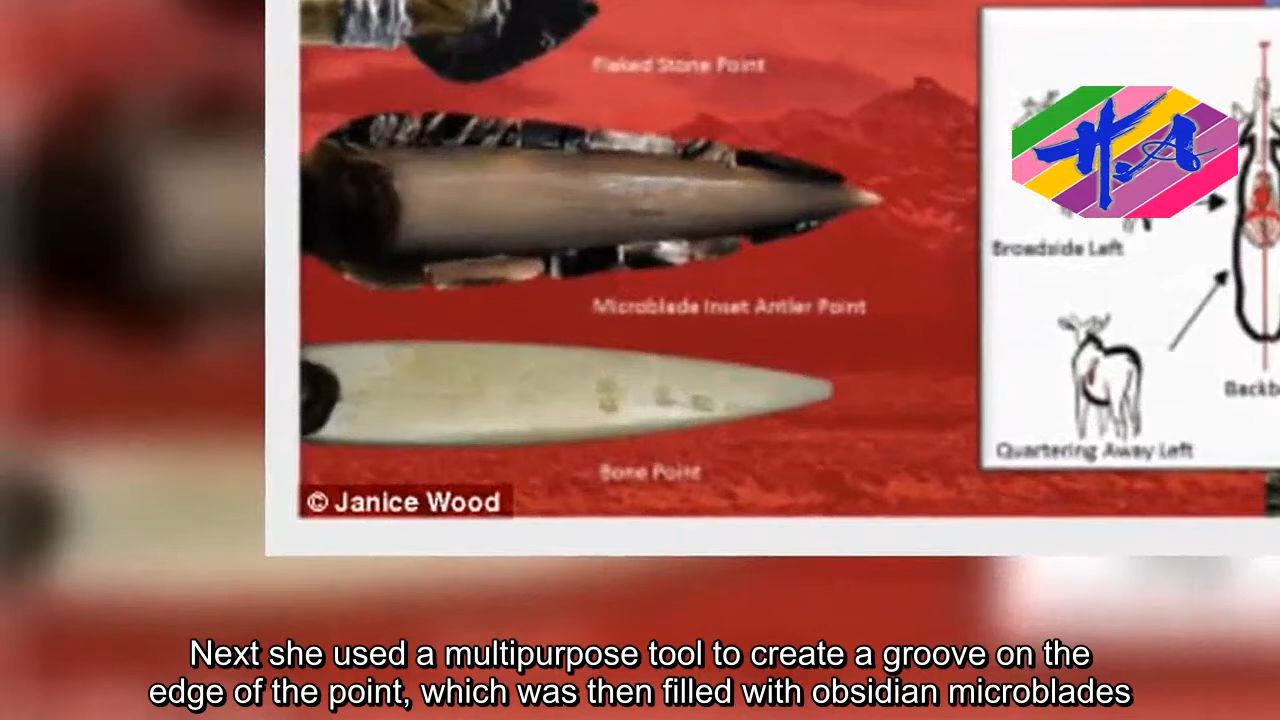 Flaked Stone Point
H.A
Broadside Left
Microblade Inset Antler Point
Quartering Away Left
Bone Point
© Janice Wood
Next she used a multipurpose tool to create a groove on the
edge of the point, which was then filled with obsidian microblades